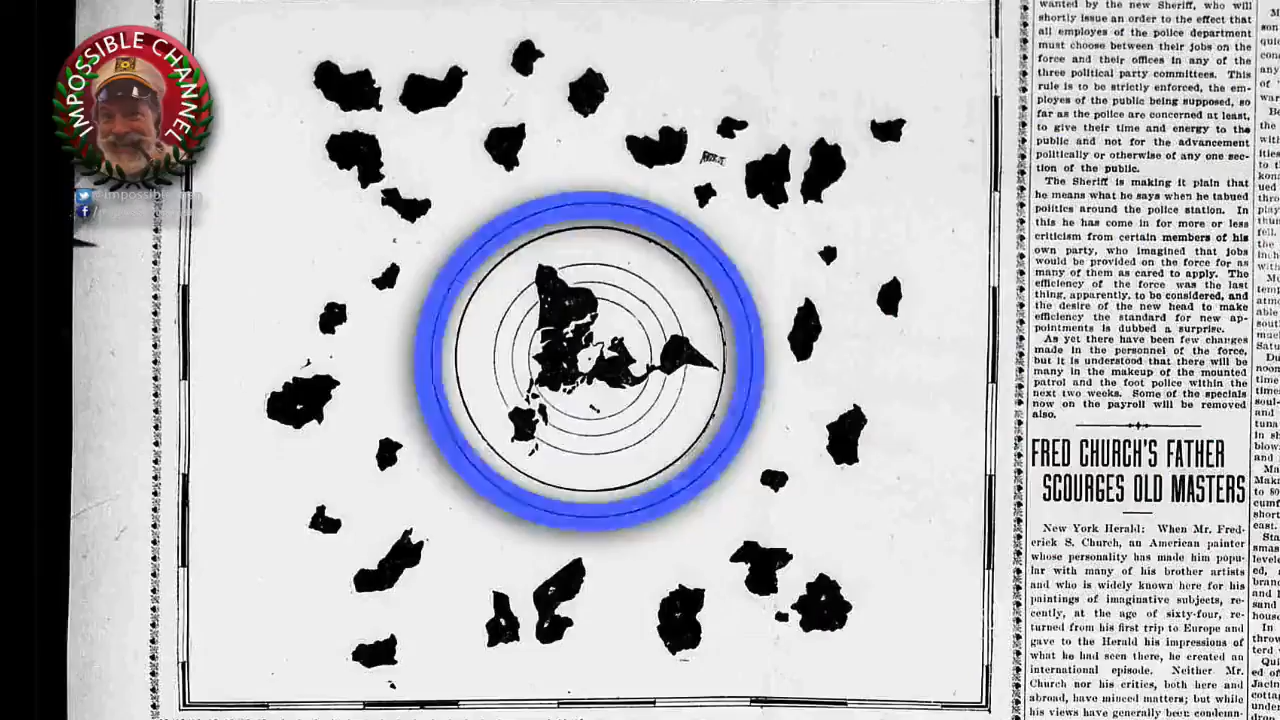 IMPOSSIBLE CHANNEL
wanted by the new Sheriff, who will
shortly issue an order to the effect that
all employes of the police department
must choose between their jobs on the
force and their offices in any of the
three political party committees. This
rule is to be strictly enforced, the em-
ployes of the public being supposed, so
far as the police are concerned at least,
to give their time and energy to the
public and not for the advancement
politically or otherwise of any one sec-
tion of the public.
The Sheriff is making it plain that
he means what he says when he tabued
politics around the police station. In
this he has come in for more or less
criticism from certain members of his
own party, who imagined that jobs
would be provided on the force for as
many of them as cared to apply. The
efficiency of the force was the last
thing, apparently, to be considered, and
the desire of the new head to make
efficiency the standard for new ap-
pointments is dubbed a surprise.
As yet there have been few changes
made in the personnel of the force,
but it is understood that there will be
many in the makeup of the mounted
patrol and the foot police within the
next two weeks. Some of the specials
now on the payroll will be removed
also.
FRED CHURCH'S FATHER
SCOURGES OLD MASTERS
New York Herald: When Mr. Fred-
erick S. Church, an American painter
whose personality has made him popu-
lar with many of his brother artists
and who is widely known here for his
paintings of imaginative subjects, re-
cently, at the age of sixty-four, re-
turned from his first trip to Europe and
gave to the Herald his impressions of
what he had seen there, he created an
international episode. Neither Mr.
Church nor his critics, both here and
abroad, have minced matters; but while
his views have generally been